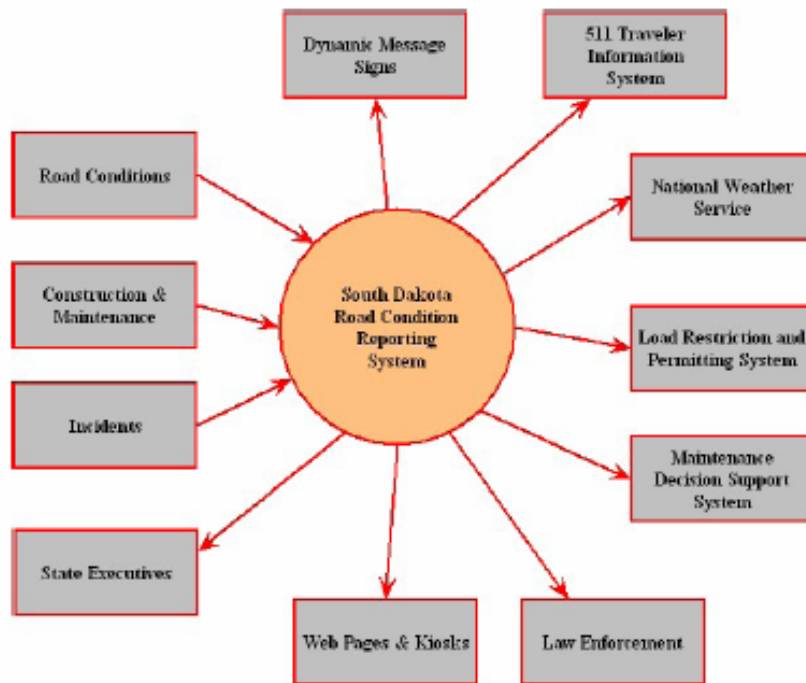 Dynamic Message
Signs
511 Traveler
Information
System
Road Conditions
National Weather
Service
Construction &
Maintenance
South Dakota
Road Condition
Reporting
System
Load Restriction and
Permitting System
Incidents
Maintenance
Decision Support
System
State Executives
Web Pages & Kiosks
Law Enforcement